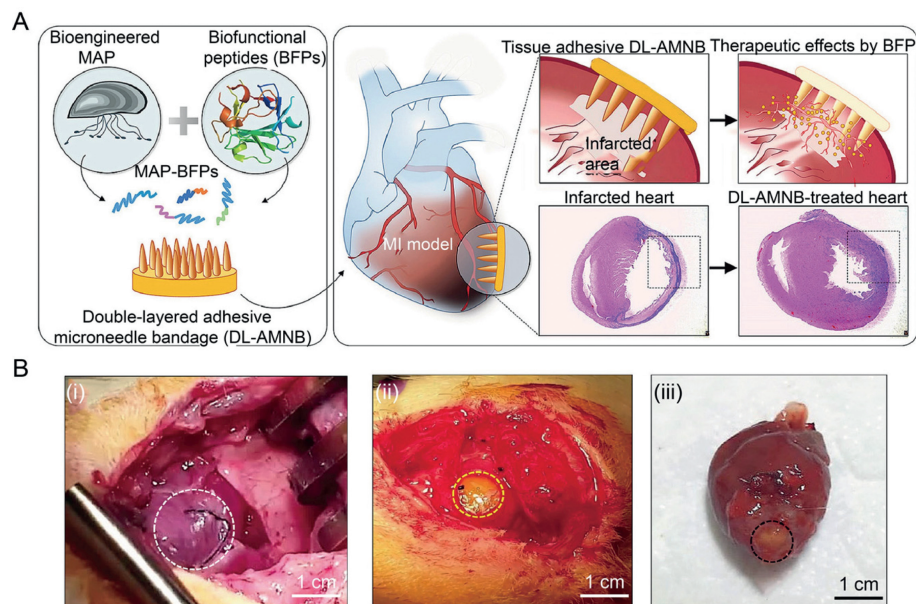 A
Bioengineered
MAP
Biofunctional
peptides (BFPs)
MAP-BFPs
Double-layered adhesive
microneedle bandage (DL-AMNB)
MI model
Tissue adhesive DL-AMNB
Therapeutic effects by BFP
Infarcted
area
Infarcted heart
DL-AMNB-treated heart
B
(i)
1 cm
(ii)
1 cm
(iii)
1 cm